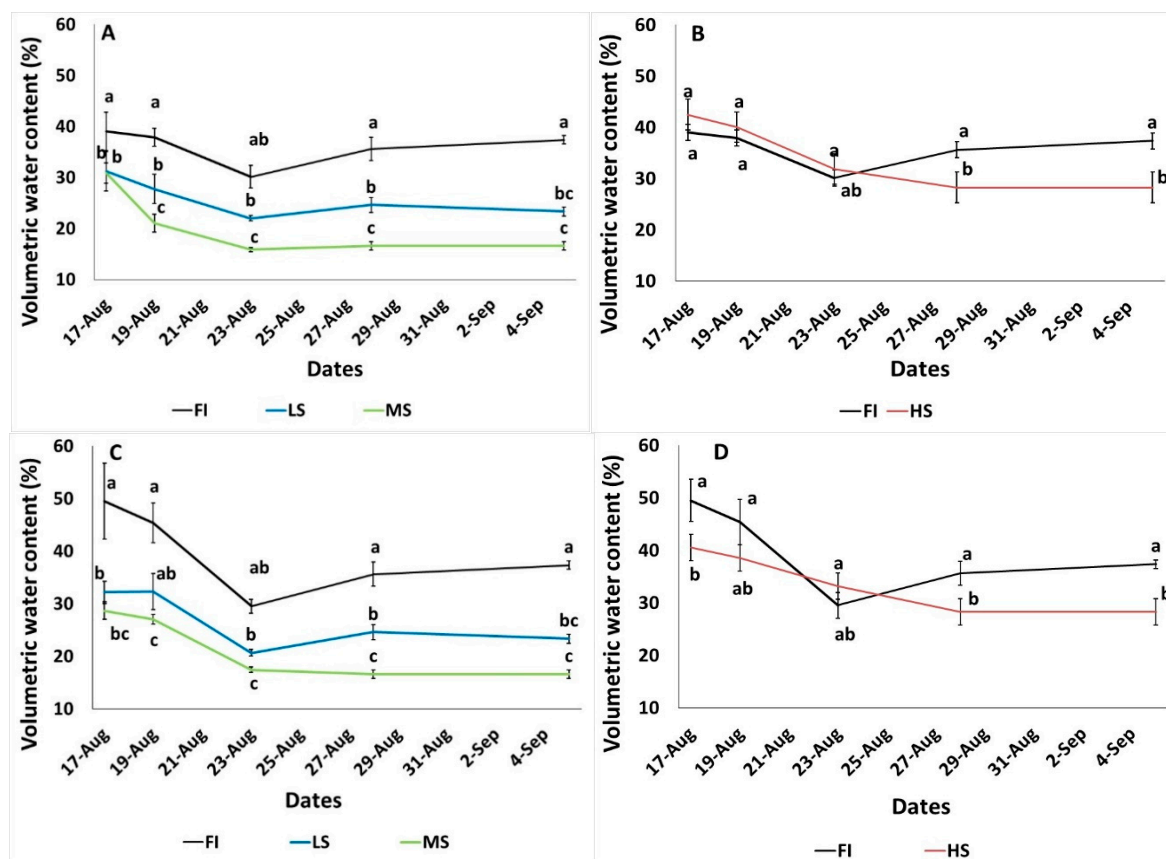 A
Volumetric water content (%)
60
50
40
30
20
10
a
a
ab
a
a
b
b
b
b
b
bc
c
c
c
c
17-Aug
19-Aug
21-Aug
23-Aug
25-Aug
27-Aug
29-Aug
31-Aug
2-Sep
4-Sep
Dates
FI LS MS
B
Volumetric water content (%)
60
50
40
30
20
10
a
a
a
a
a
a
a
ab
b
b
17-Aug
19-Aug
21-Aug
23-Aug
25-Aug
27-Aug
29-Aug
31-Aug
2-Sep
4-Sep
Dates
FI HS
C
Volumetric water content (%)
60
50
40
30
20
10
a
a
ab
a
a
b
ab
b
b
bc
bc
c
c
c
c
17-Aug
19-Aug
21-Aug
23-Aug
25-Aug
27-Aug
29-Aug
31-Aug
2-Sep
4-Sep
Dates
FI LS MS
D
Volumetric water content (%)
60
50
40
30
20
10
a
a
a
a
a
b
ab
ab
b
b
17-Aug
19-Aug
21-Aug
23-Aug
25-Aug
27-Aug
29-Aug
31-Aug
2-Sep
4-Sep
Dates
FI HS